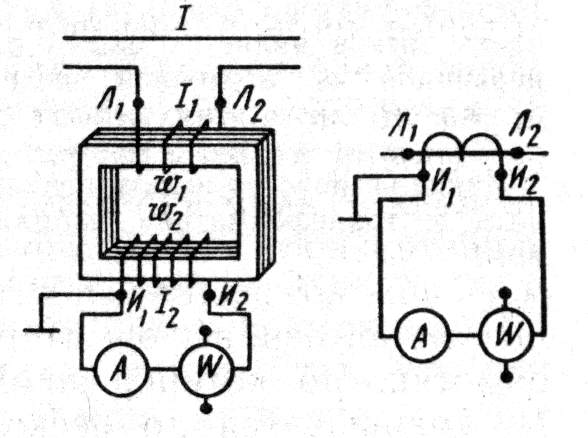 I
Л₁ I₁ Л₂
w₁
w₂
И₁ I₂ И₂
A W
Л₁ Л₂
И₁ И₂
A W